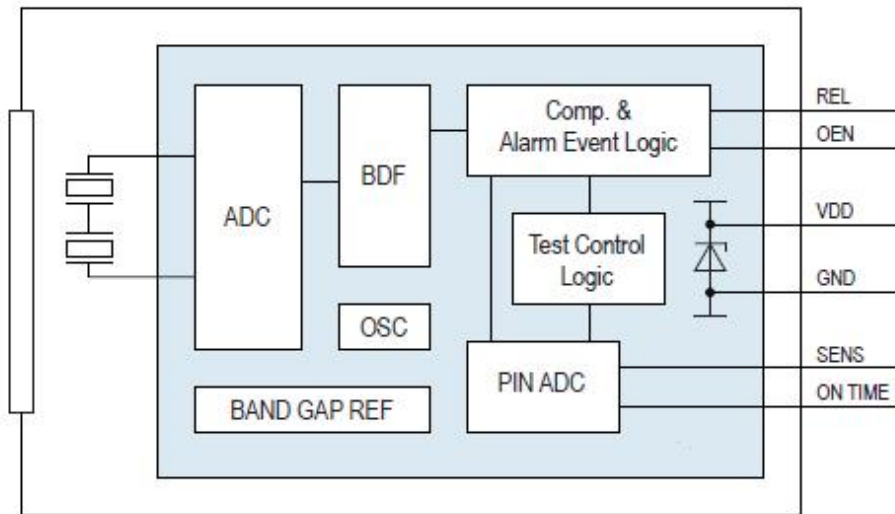 Comp. &
Alarm Event Logic
REL
OEN
BDF
ADC
VDD
Test Control
Logic
GND
OSC
SENS
PIN ADC
ON TIME
BAND GAP REF